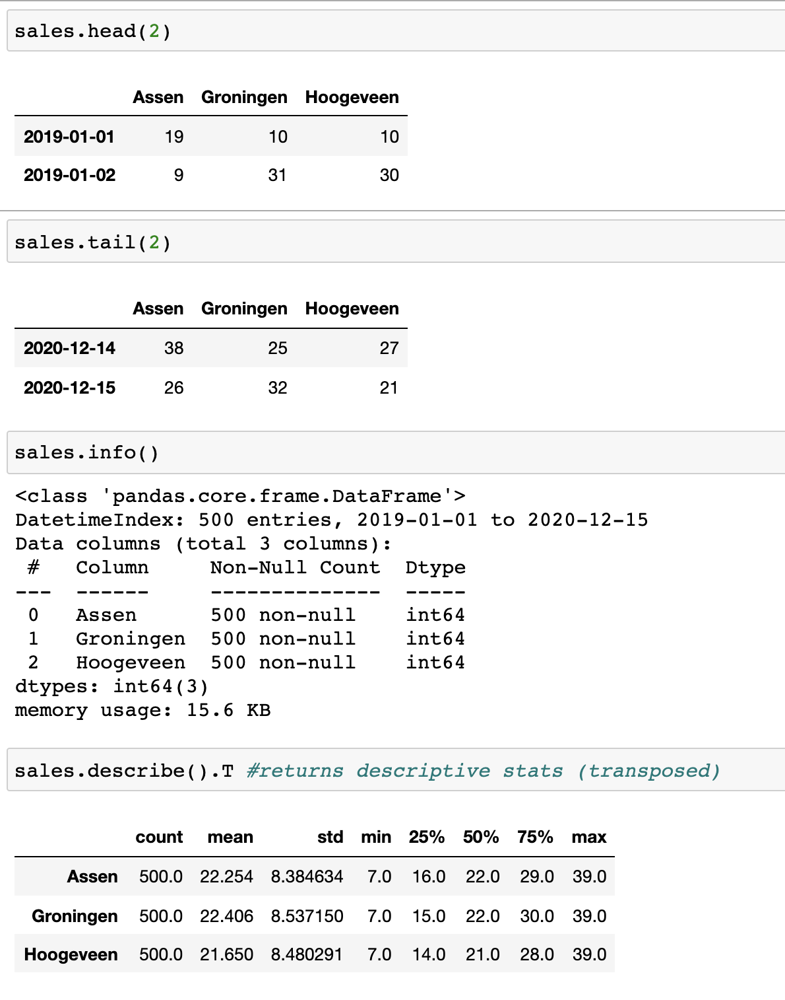 sales.head(2)
Assen Groningen Hoogeveen
2019-01-01 19 10 10
2019-01-02 9 31 30
sales.tail(2)
Assen Groningen Hoogeveen
2020-12-14 38 25 27
2020-12-15 26 32 21
sales.info()
<class 'pandas.core.frame.DataFrame'>
DatetimeIndex: 500 entries, 2019-01-01 to 2020-12-15
Data columns (total 3 columns):
 #   Column     Non-Null Count  Dtype
---  ------     --------------  -----
 0   Assen      500 non-null    int64
 1   Groningen  500 non-null    int64
 2   Hoogeveen  500 non-null    int64
dtypes: int64(3)
memory usage: 15.6 KB
sales.describe().T #returns descriptive stats (transposed)
count mean std min 25% 50% 75% max
Assen 500.0 22.254 8.384634 7.0 16.0 22.0 29.0 39.0
Groningen 500.0 22.406 8.537150 7.0 15.0 22.0 30.0 39.0
Hoogeveen 500.0 21.650 8.480291 7.0 14.0 21.0 28.0 39.0